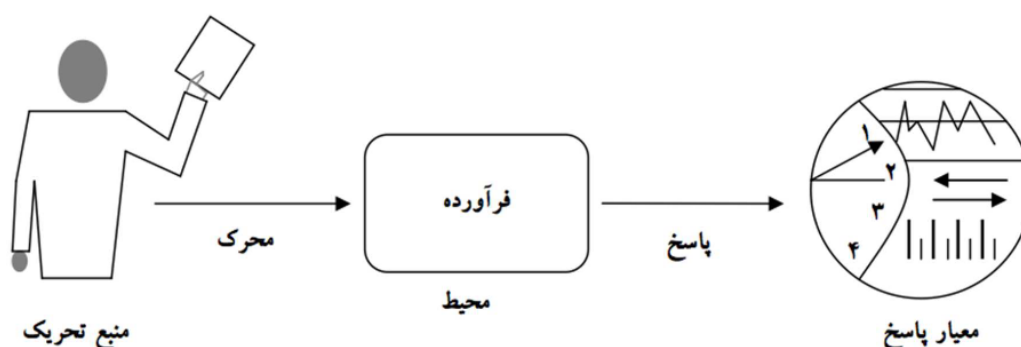 ۱
۲
۳
۴
فرآورده
محرک
پاسخ
محیط
منبع تحریک
معیار پاسخ